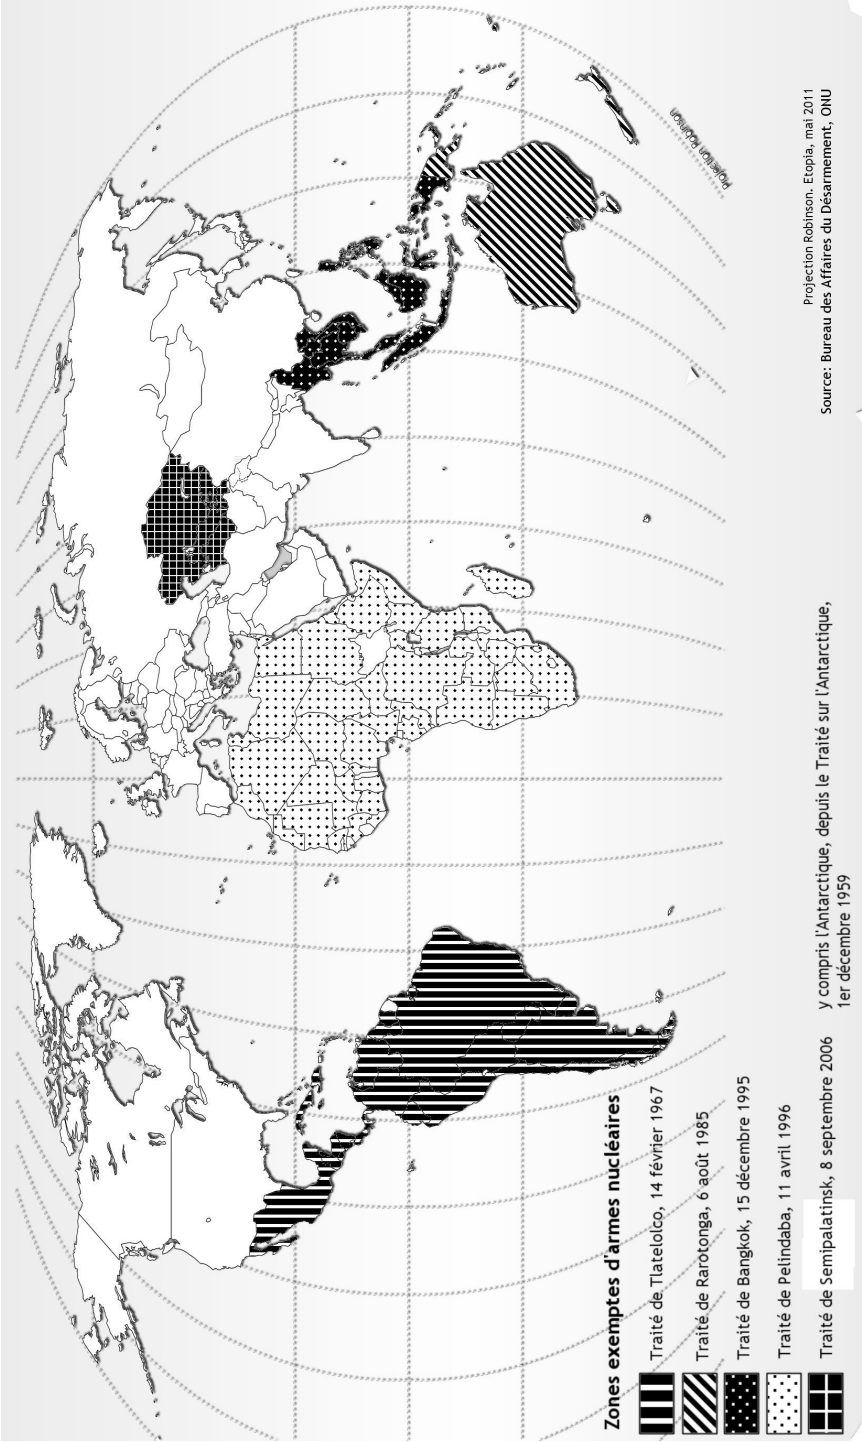 Projection Robinson
Zones exemptes d'armes nucléaires
Traité de Tlatelolco, 14 février 1967
Traité de Rarotonga, 6 août 1985
Traité de Bangkok, 15 décembre 1995
Traité de Pelindaba, 11 avril 1996
Traité de Semipalatinsk, 8 septembre 2006
y compris l'Antarctique, depuis le Traité sur l'Antarctique,
1er décembre 1959
Projection Robinson. Etopia, mai 2011
Source: Bureau des Affaires du Désarmement, ONU